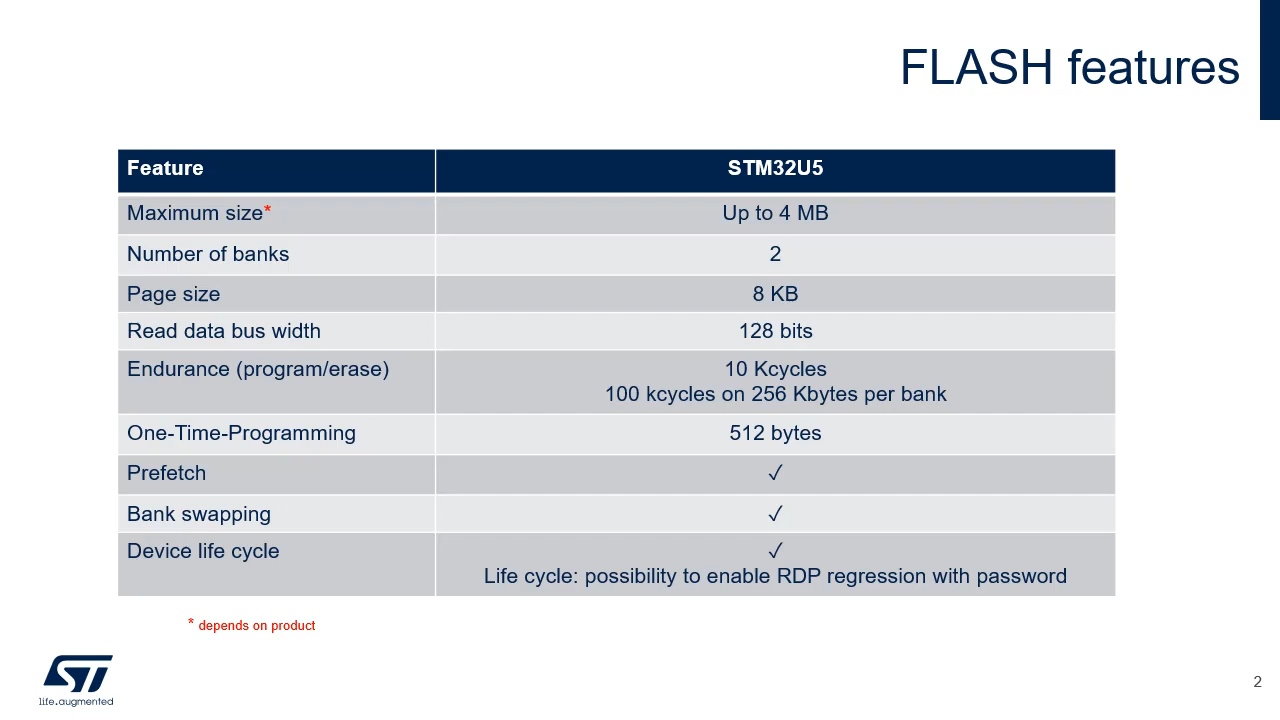 FLASH features
Feature STM32U5
Maximum size* Up to 4 MB
Number of banks 2
Page size 8 KB
Read data bus width 128 bits
Endurance (program/erase) 10 Kcycles
100 kcycles on 256 Kbytes per bank
One-Time-Programming 512 bytes
Prefetch ✓
Bank swapping ✓
Device life cycle ✓
Life cycle: possibility to enable RDP regression with password
* depends on product
ST
life.augmented
2